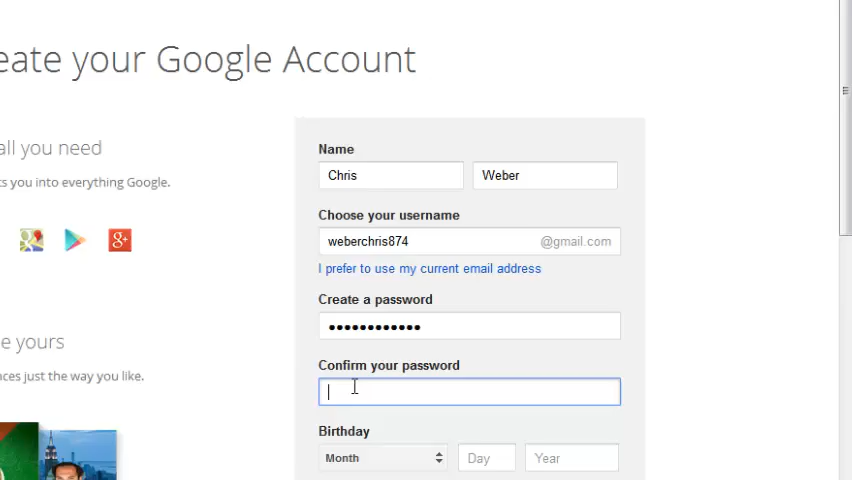 eate your Google Account
all you need
ts you into everything Google.
e yours
nces just the way you like.
Name
Chris Weber
Choose your username
weberchris874 @gmail.com
I prefer to use my current email address
Create a password
••••••••••••
Confirm your password
Birthday
Month Day Year